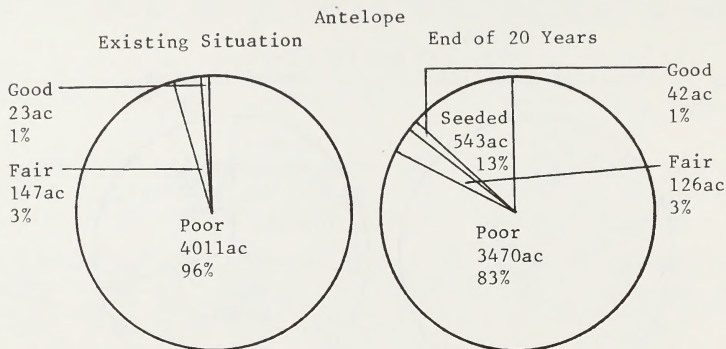 Antelope
Existing Situation
Good
23ac
1%
Fair
147ac
3%
Poor
4011ac
96%
End of 20 Years
Good
42ac
1%
Seeded
543ac
13%
Fair
126ac
3%
Poor
3470ac
83%